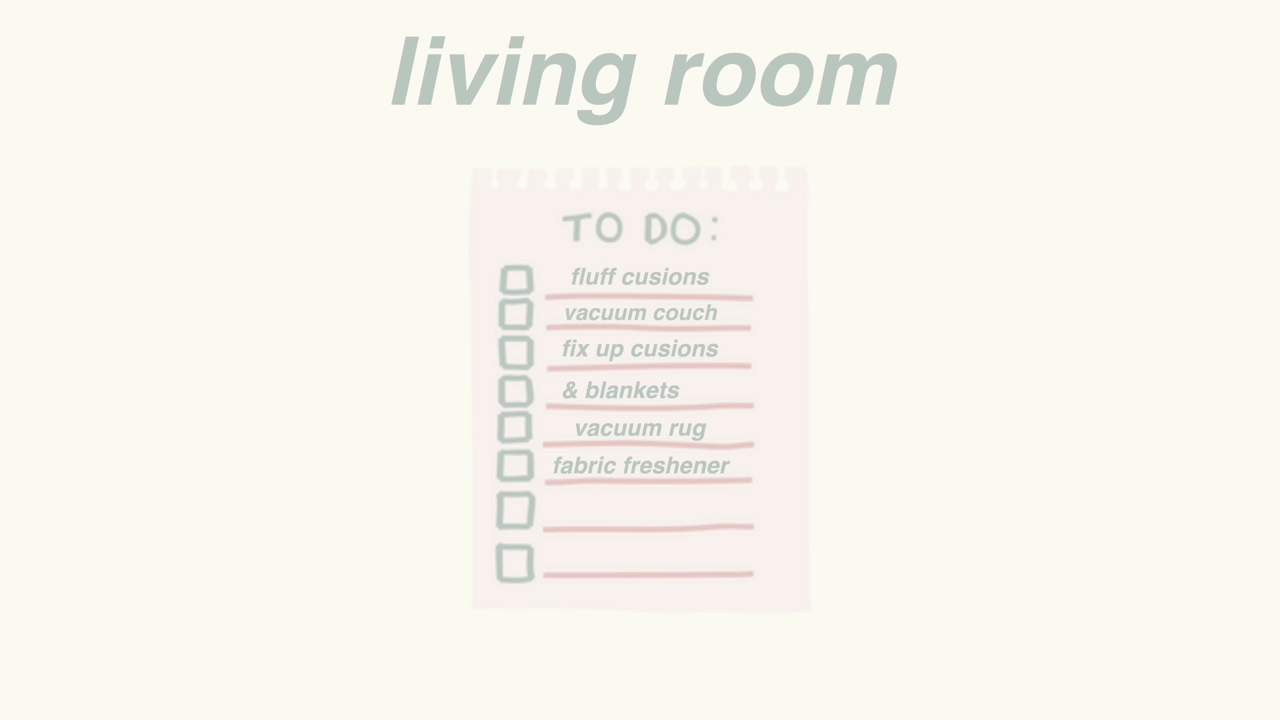 living room
TO DO:
fluff cusions
vacuum couch
fix up cusions
& blankets
vacuum rug
fabric freshener